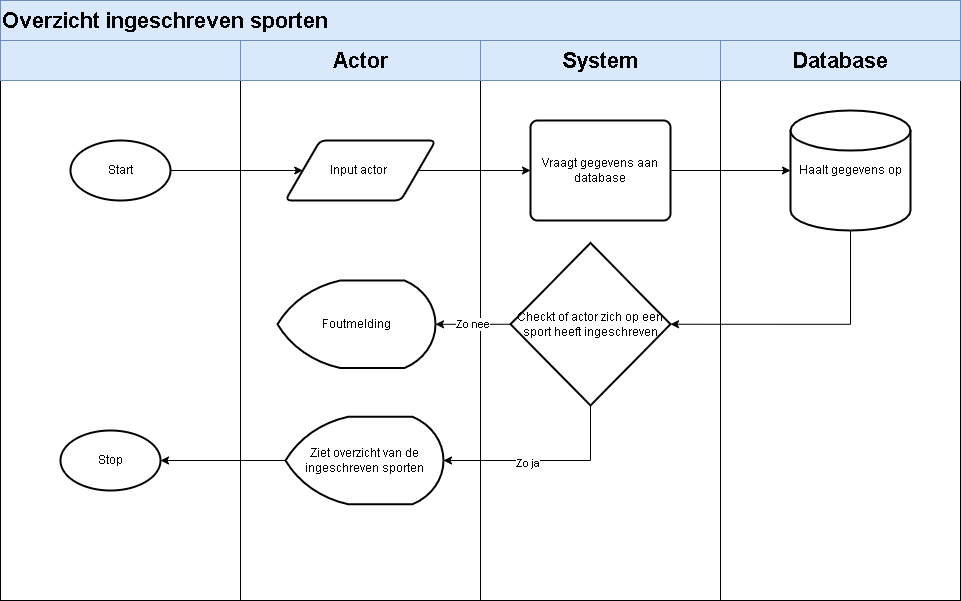 Overzicht ingeschreven sporten
Actor
System
Database
Start
Input actor
Vraagt gegevens aan
database
Haalt gegevens op
Foutmelding
Zo nee
Checkt of actor zich op een
sport heeft ingeschreven
Stop
Ziet overzicht van de
ingeschreven sporten
Zo ja